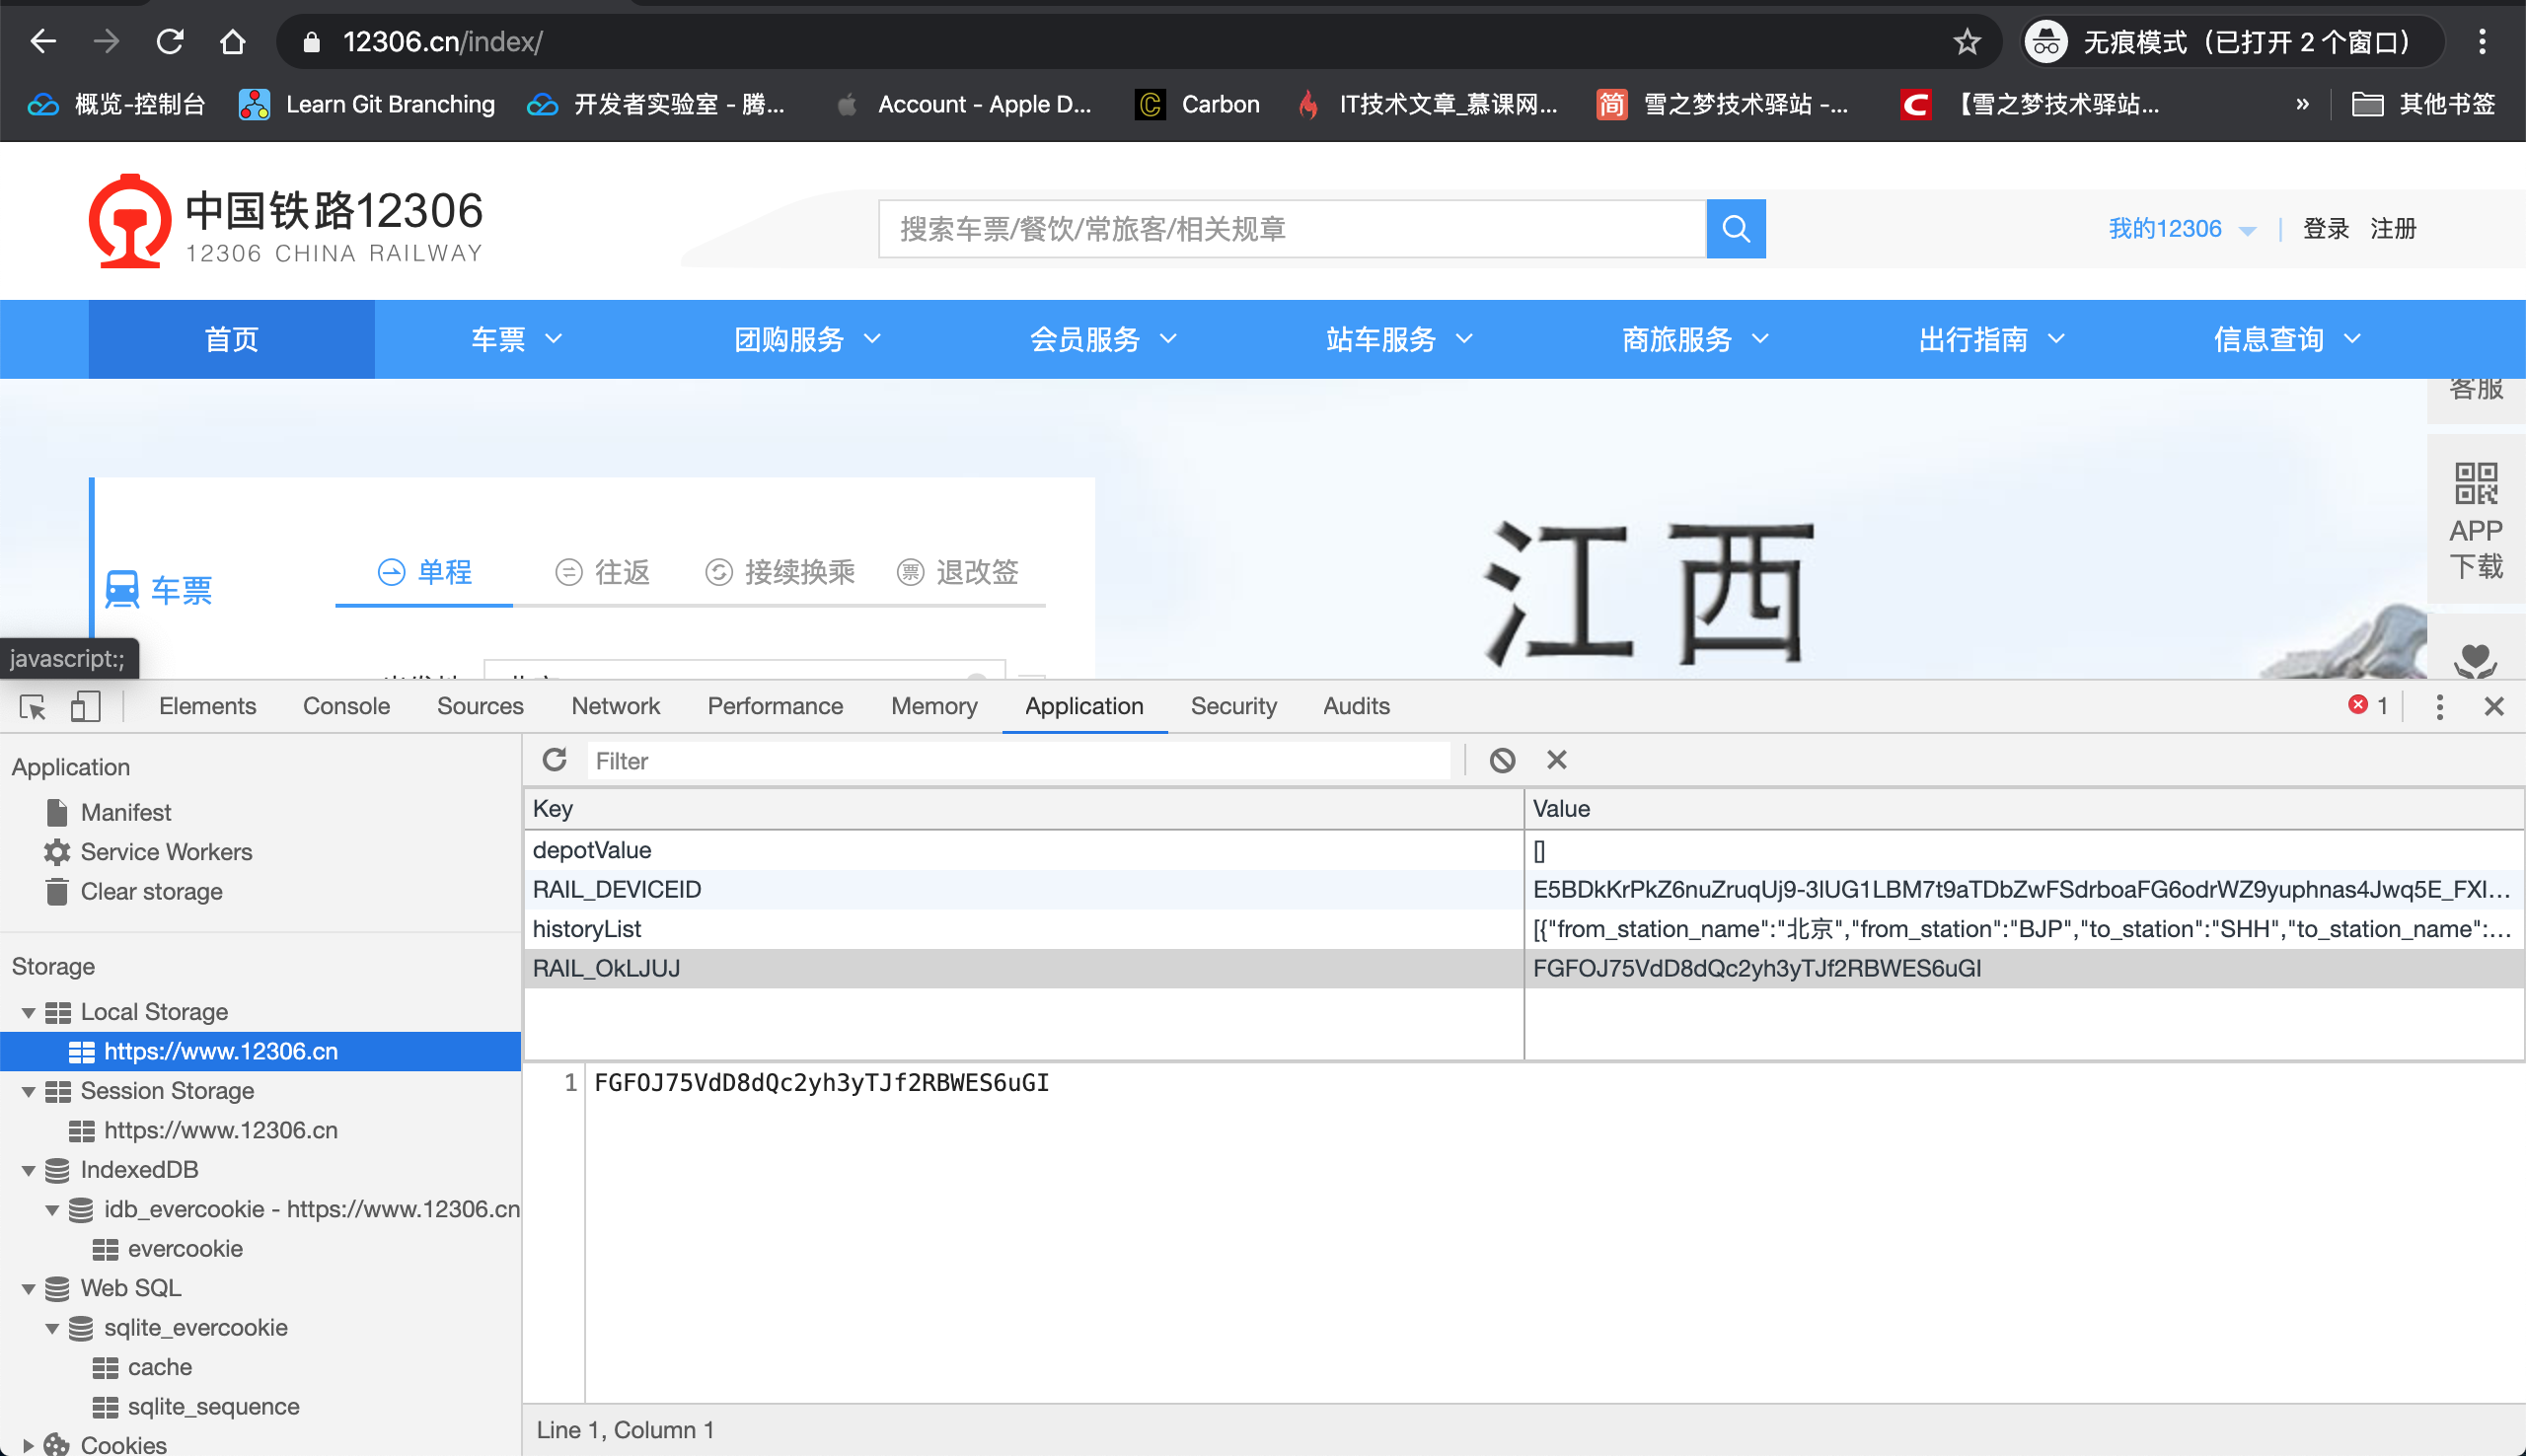 12306.cn/index/
无痕模式（已打开 2 个窗口）
概览-控制台 Learn Git Branching 开发者实验室 - 腾... Account - Apple D... Carbon IT技术文章_慕课网... 雪之梦技术驿站 -... 【雪之梦技术驿站... » 其他书签
中国铁路12306
12306 CHINA RAILWAY
搜索车票/餐饮/常旅客/相关规章
我的12306 登录 注册
首页 车票 团购服务 会员服务 站车服务 商旅服务 出行指南 信息查询
客服
APP
下载
车票
单程 往返 接续换乘 退改签
江西
javascript:;
Elements Console Sources Network Performance Memory Application Security Audits 1
Application
Manifest
Service Workers
Clear storage
Storage
Local Storage
https://www.12306.cn
Session Storage
https://www.12306.cn
IndexedDB
idb_evercookie - https://www.12306.cn
evercookie
Web SQL
sqlite_evercookie
cache
sqlite_sequence
Cookies
Filter
Key Value
depotValue []
RAIL_DEVICEID E5BDkKrPkZ6nuZruqUj9-3lUG1LBM7t9aTDbZwFSdrboaFG6odrWZ9yuphnas4Jwq5E_FXl...
historyList [{"from_station_name":"北京","from_station":"BJP","to_station":"SHH","to_station_name":...
RAIL_OkLJUJ FGFOJ75VdD8dQc2yh3yTJf2RBWES6uGI
1 FGFOJ75VdD8dQc2yh3yTJf2RBWES6uGI
Line 1, Column 1